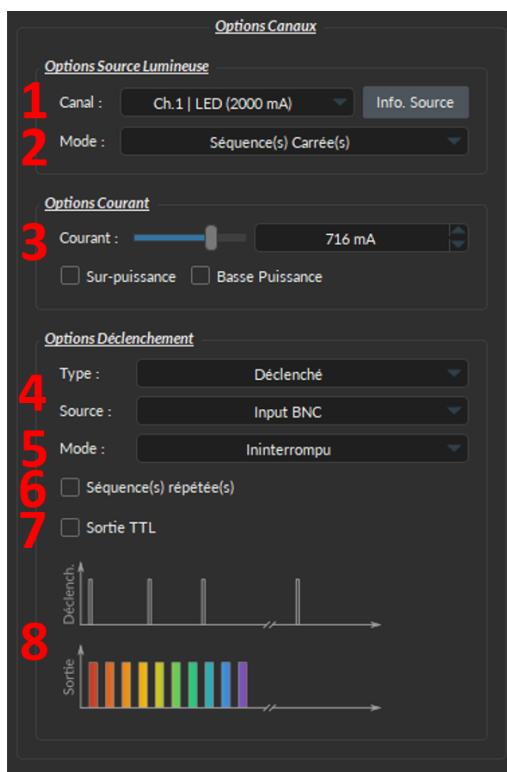 Options Canaux
Options Source Lumineuse
1 Canal : Ch.1 | LED (2000 mA) Info. Source
2 Mode : Séquence(s) Carrée(s)
Options Courant
3 Courant : 716 mA
Sur-puissance Basse Puissance
Options Déclenchement
4 Type : Déclenché
Source : Input BNC
5 Mode : Ininterrompu
6 Séquence(s) répétée(s)
7 Sortie TTL
8
Déclench.
Sortie